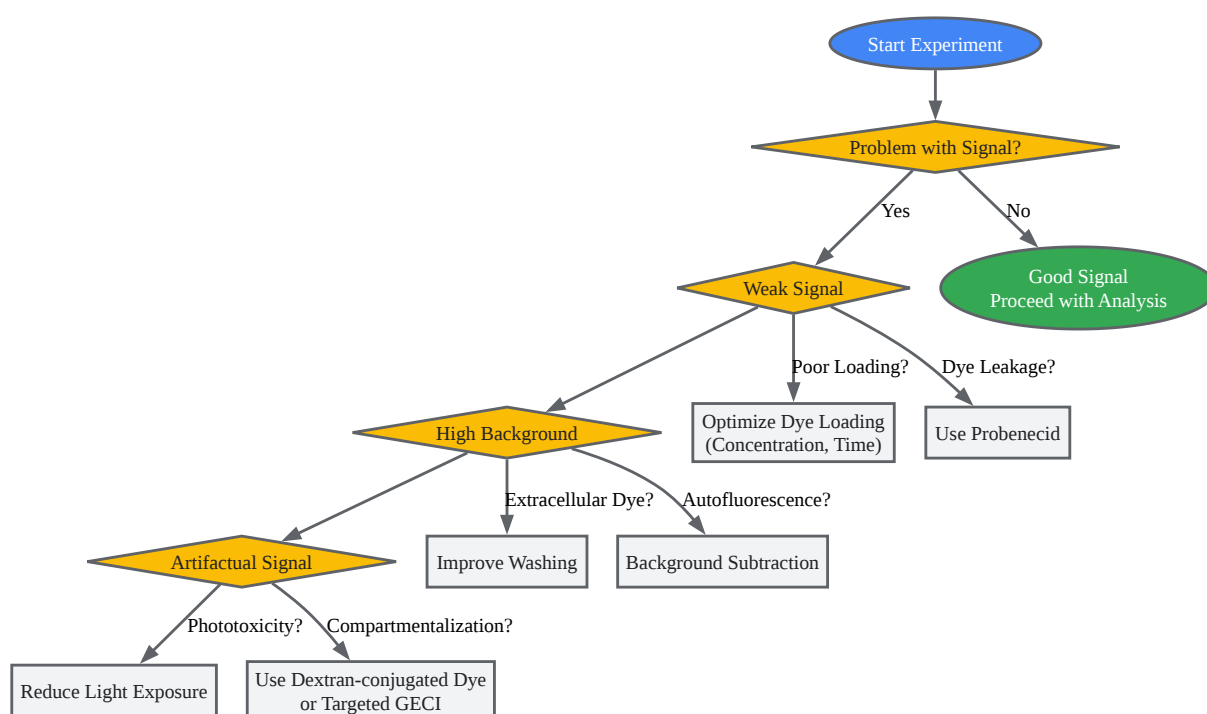 Start Experiment
Problem with Signal?
Yes
No
Good Signal
Proceed with Analysis
Weak Signal
Poor Loading?
Dye Leakage?
Optimize Dye Loading
(Concentration, Time)
Use Probenecid
High Background
Extracellular Dye?
Autofluorescence?
Improve Washing
Background Subtraction
Artifactual Signal
Phototoxicity?
Compartmentalization?
Reduce Light Exposure
Use Dextran-conjugated Dye
or Targeted GECI